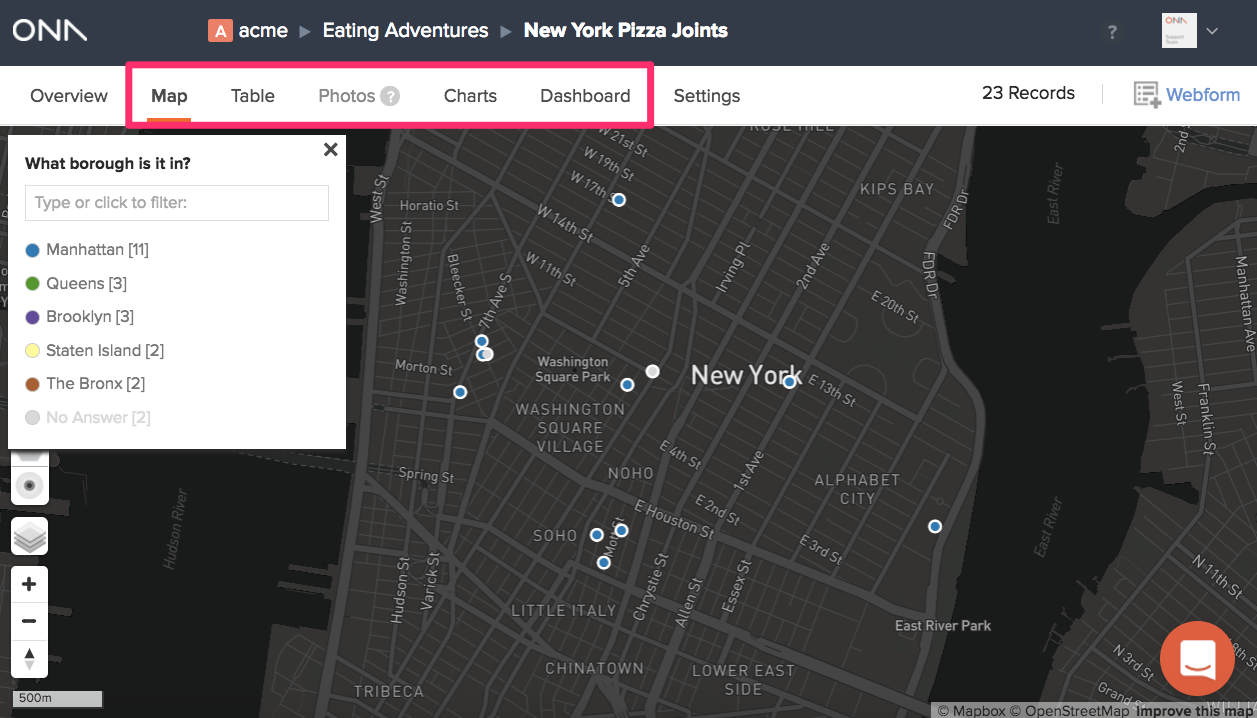 ONA
A acme ▶ Eating Adventures ▶ New York Pizza Joints
?
ONA
Overview
Map
Table
Photos ?
Charts
Dashboard
Settings
23 Records
Webform
What borough is it in?
Type or click to filter:
Manhattan [11]
Queens [3]
Brooklyn [3]
Staten Island [2]
The Bronx [2]
No Answer [2]
ROSE HILL
W 21st St
W 19th St
W 17th S
KIPS BAY
2nd St
East River
FDR Dr
West St
Horatio St
W 14th St
Washington St
Bleecker St
7th Ave S
W 11th St
5th Ave
Irving Pl
2nd Ave
FDR Dr
E 20th St
Manhattan Ave
Morton St
Washington
Square Park
New York
E 13th St
West St
Franklin St
WASHINGTON
SQUARE
VILLAGE
E 4th St
1st Ave
NOHO
ALPHABET
CITY
Spring St
Hudson River
E Houston St
E 2nd St
E 3rd St
East River
SOHO
Mott St
Hudson St
Varick St
Chrystie St
Allen St
Essex St
N 11th St
LITTLE ITALY
East River Park
CHINATOWN
LOWER EAST
SIDE
N 3rd St
Grand St
TRIBECA
+
−
500m
© Mapbox © OpenStreetMap Improve this map